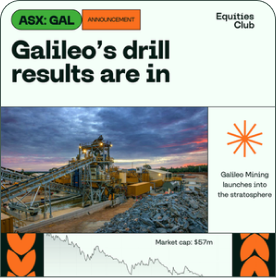 ASX: GAL
ANNOUNCEMENT
Equities
Club
Galileo's drill
results are in
Galileo Mining
launches into
the stratosphere
Market cap: $57m